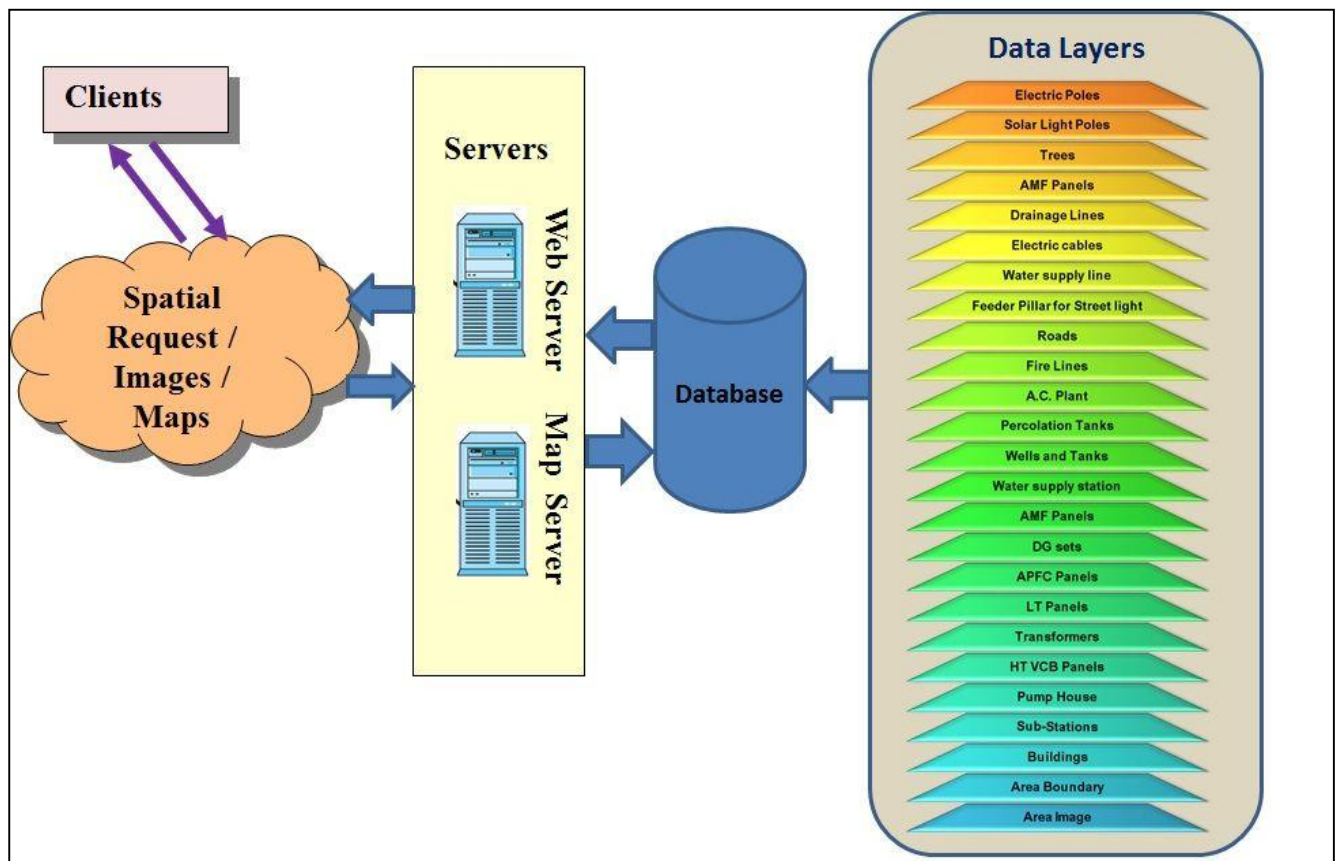 Clients
Spatial
Request /
Images /
Maps
Servers
Web Server
Map Server
Database
Data Layers
Electric Poles
Solar Light Poles
Trees
AMF Panels
Drainage Lines
Electric cables
Water supply line
Feeder Pillar for Street light
Roads
Fire Lines
A.C. Plant
Percolation Tanks
Wells and Tanks
Water supply station
AMF Panels
DG sets
APFC Panels
LT Panels
Transformers
HT VCB Panels
Pump House
Sub-Stations
Buildings
Area Boundary
Area Image